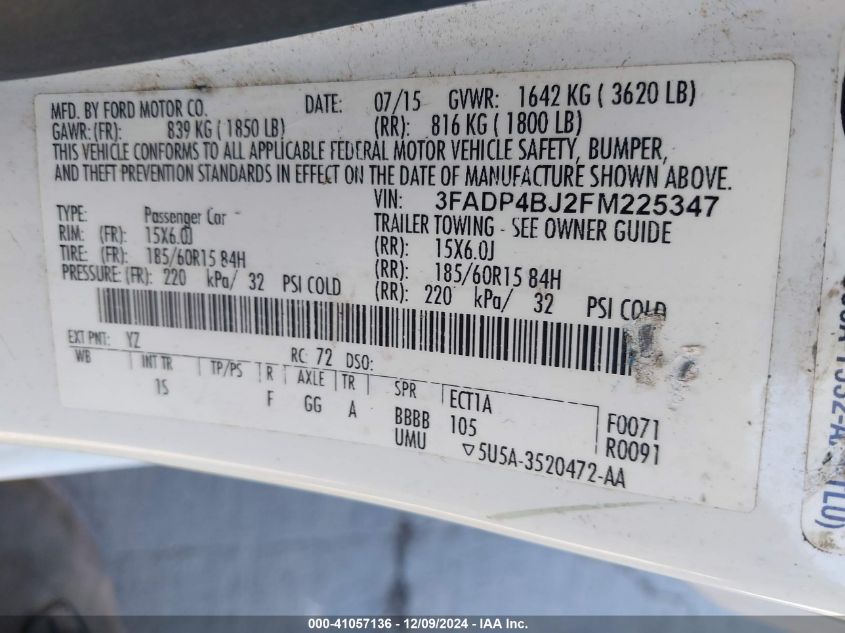 MFD. BY FORD MOTOR CO. DATE: 07/15 GVWR: 1642 KG ( 3620 LB)
GAWR: (FR): 839 KG ( 1850 LB) (RR): 816 KG ( 1800 LB)
THIS VEHICLE CONFORMS TO ALL APPLICABLE FEDERAL MOTOR VEHICLE SAFETY, BUMPER,
AND THEFT PREVENTION STANDARDS IN EFFECT ON THE DATE OF MANUFACTURE SHOWN ABOVE.
VIN: 3FADP4BJ2FM225347
TYPE: Passenger Car TRAILER TOWING - SEE OWNER GUIDE
RIM: (FR): 15X6.0J (RR): 15X6.0J
TIRE: (FR): 185/60R15 84H (RR): 185/60R15 84H
PRESSURE: (FR): 220 kPa/ 32 PSI COLD (RR): 220 kPa/ 32 PSI COLD
EXT PNT: YZ RC: 72 DSO:
WB INT TR TP/PS R AXLE TR SPR ECT1A
15 F GG A BBBB 105 F0071
UMU R0091
▽5U5A-3520472-AA
TL0)
000-41057136 - 12/09/2024 - IAA Inc.